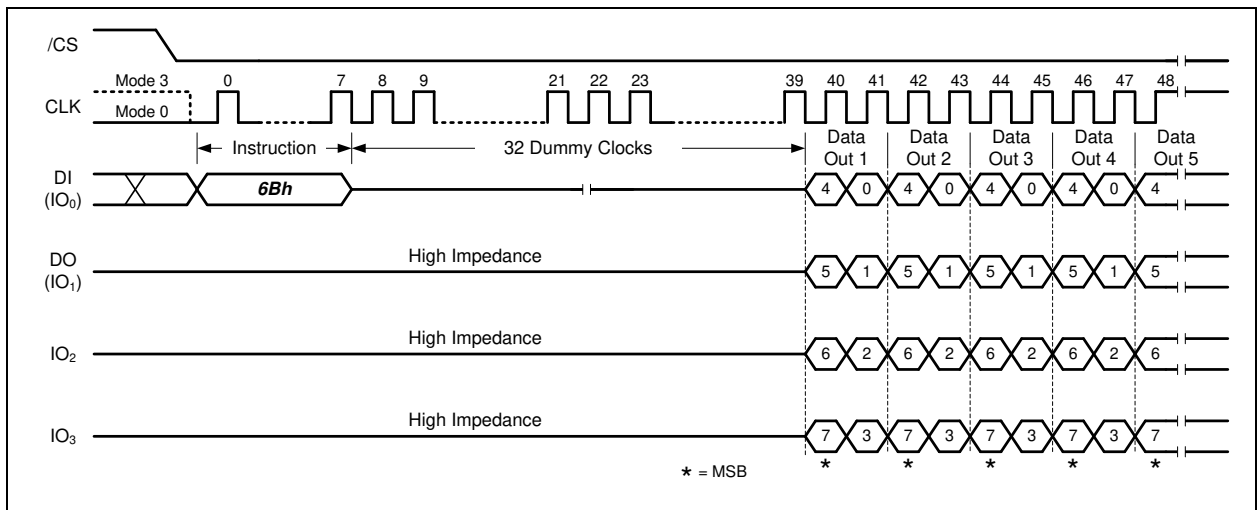 /CS
Mode 3 0 7 8 9 21 22 23 39 40 41 42 43 44 45 46 47 48
CLK
Mode 0
Instruction 32 Dummy Clocks
Data Out 1
Data Out 2
Data Out 3
Data Out 4
Data Out 5
DI
(IO₀)
6Bh
4 0 4 0 4 0 4 0 4
DO
(IO₁)
High Impedance
5 1 5 1 5 1 5 1 5
IO₂
High Impedance
6 2 6 2 6 2 6 2 6
IO₃
High Impedance
7 3 7 3 7 3 7 3 7
* = MSB
* * * * *